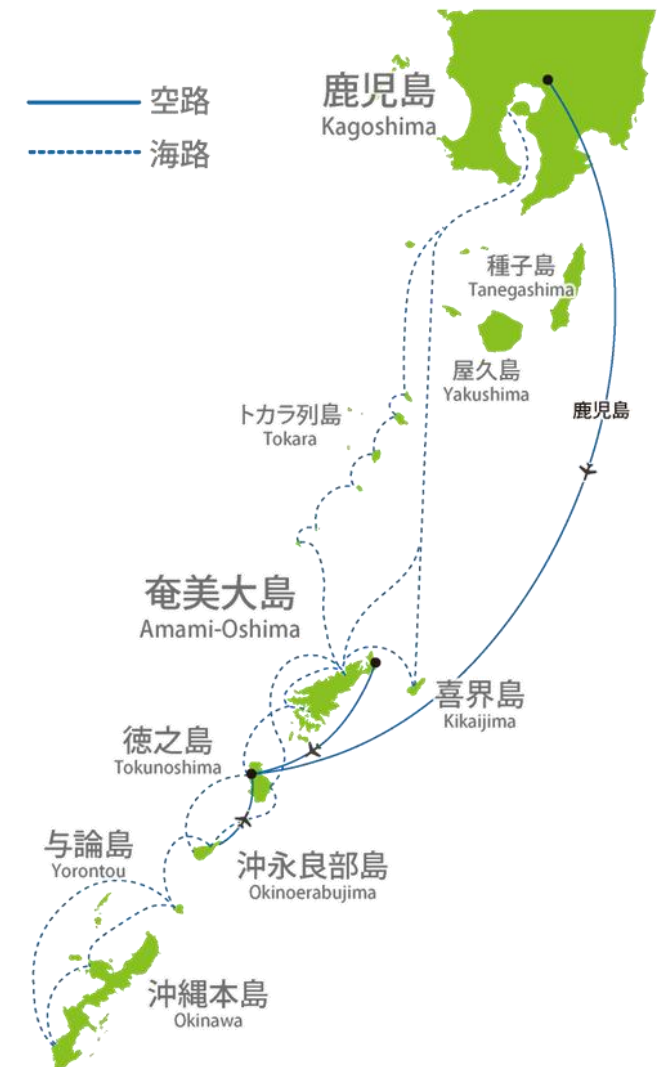 空路
海路
鹿児島
Kagoshima
種子島
Tanegashima
屋久島
Yakushima
鹿児島
トカラ列島
Tokara
奄美大島
Amami-Oshima
喜界島
Kikaijima
徳之島
Tokunoshima
与論島
Yorontou
沖永良部島
Okinoerabujima
沖縄本島
Okinawa